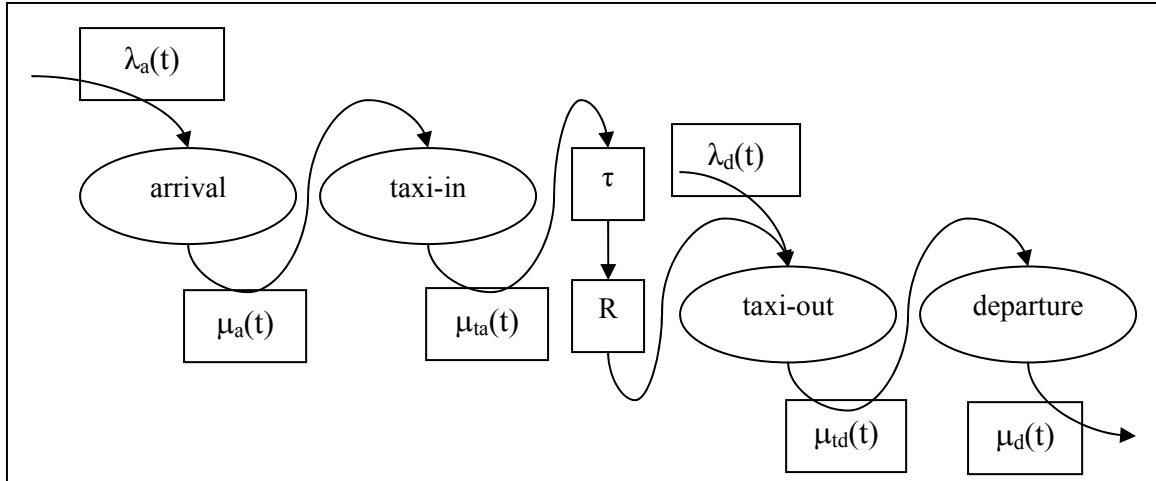 λa(t)
arrival
taxi-in
τ
λd(t)
μa(t)
μta(t)
R
taxi-out
departure
μtd(t)
μd(t)